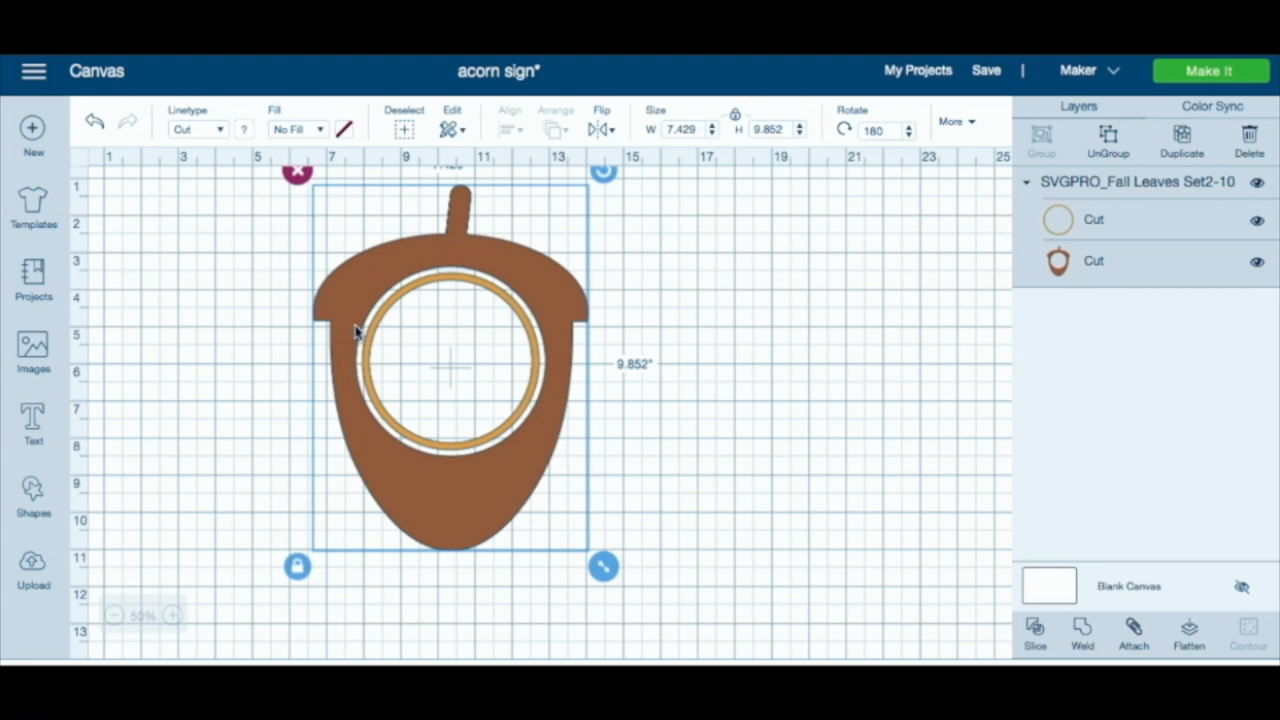 Canvas
acorn sign*
My Projects
Save
|
Maker
Make It
New
Templates
Projects
Images
Text
Shapes
Upload
Linetype
Cut
?
Fill
No Fill
Deselect
Edit
Align
Arrange
Flip
Size
W 7.429
H 9.852
Rotate
180
More
1 3 5 7 9 11 13 15 17 19 21 23 25
1
2
3
4
5
6
7
8
9
10
11
12
13
9.852"
50%
Layers
Color Sync
Group
UnGroup
Duplicate
Delete
SVGPRO_Fall Leaves Set2-10
Cut
Cut
Blank Canvas
Slice
Weld
Attach
Flatten
Contour